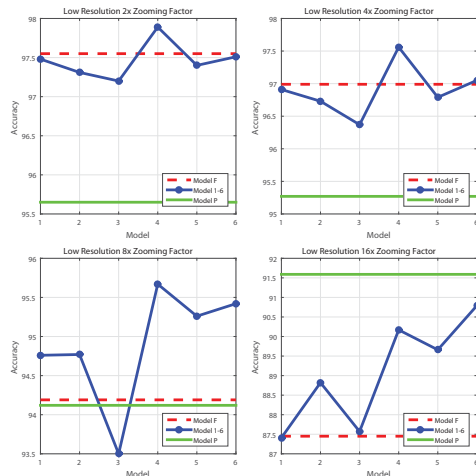 Low Resolution 2x Zooming Factor
98
97.5
97
96.5
96
95.5
Accuracy
Model F
Model 1-6
Model P
1 2 3 4 5 6
Model
Low Resolution 4x Zooming Factor
98
97.5
97
96.5
96
95.5
95
Accuracy
Model F
Model 1-6
Model P
1 2 3 4 5 6
Model
Low Resolution 8x Zooming Factor
96
95.5
95
94.5
94
93.5
Accuracy
Model F
Model 1-6
Model P
1 2 3 4 5 6
Model
Low Resolution 16x Zooming Factor
92
91.5
91
90.5
90
89.5
89
88.5
88
87.5
87
Accuracy
Model F
Model 1-6
Model P
1 2 3 4 5 6
Model